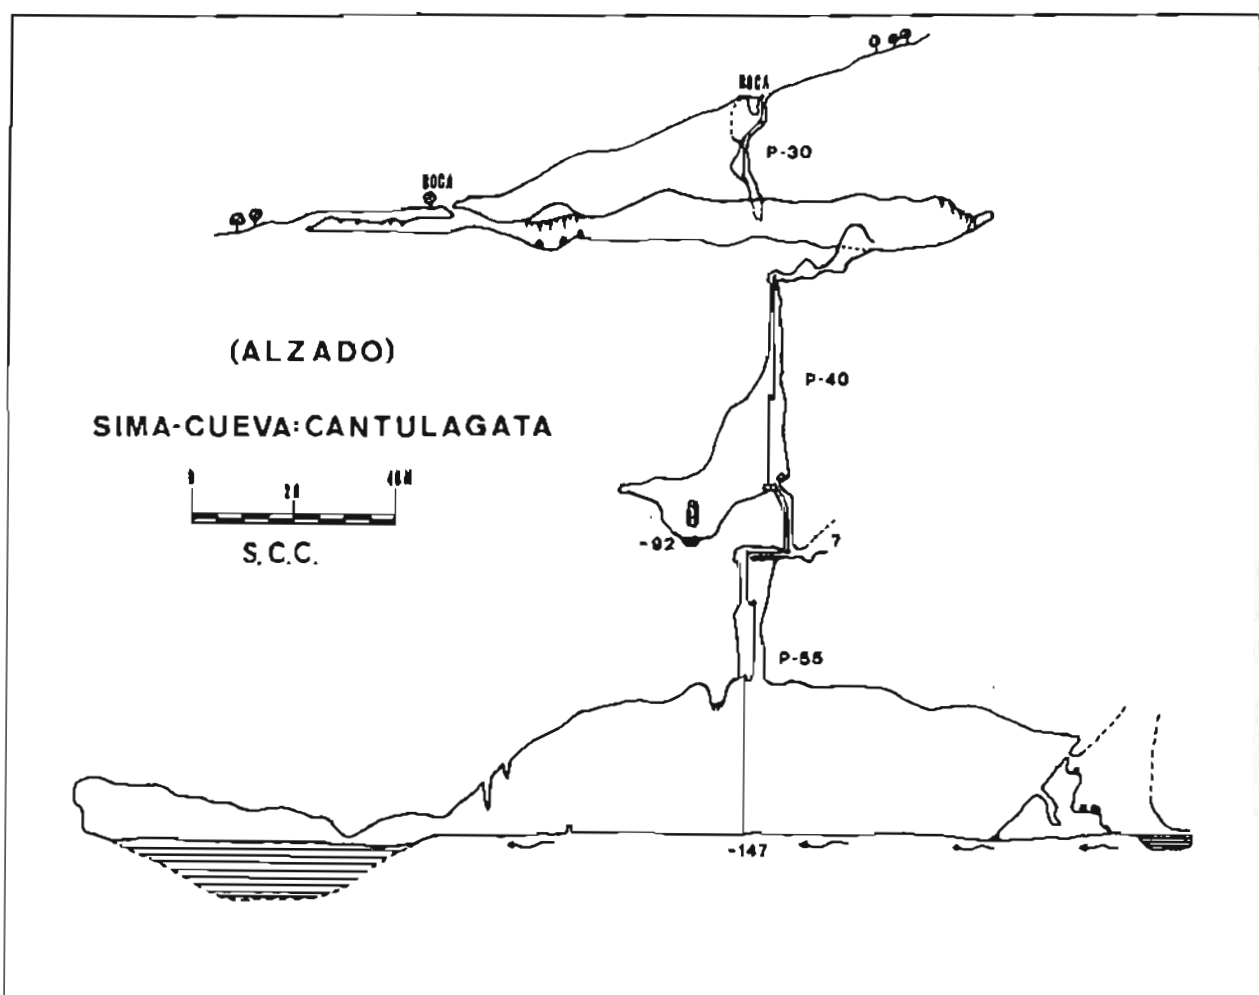 BOCA
P-30
BOCA
(ALZADO)
P-40
SIMA-CUEVA:CANTULAGATA
0 20 40M
S.C.C.
-92
?
P-55
-147